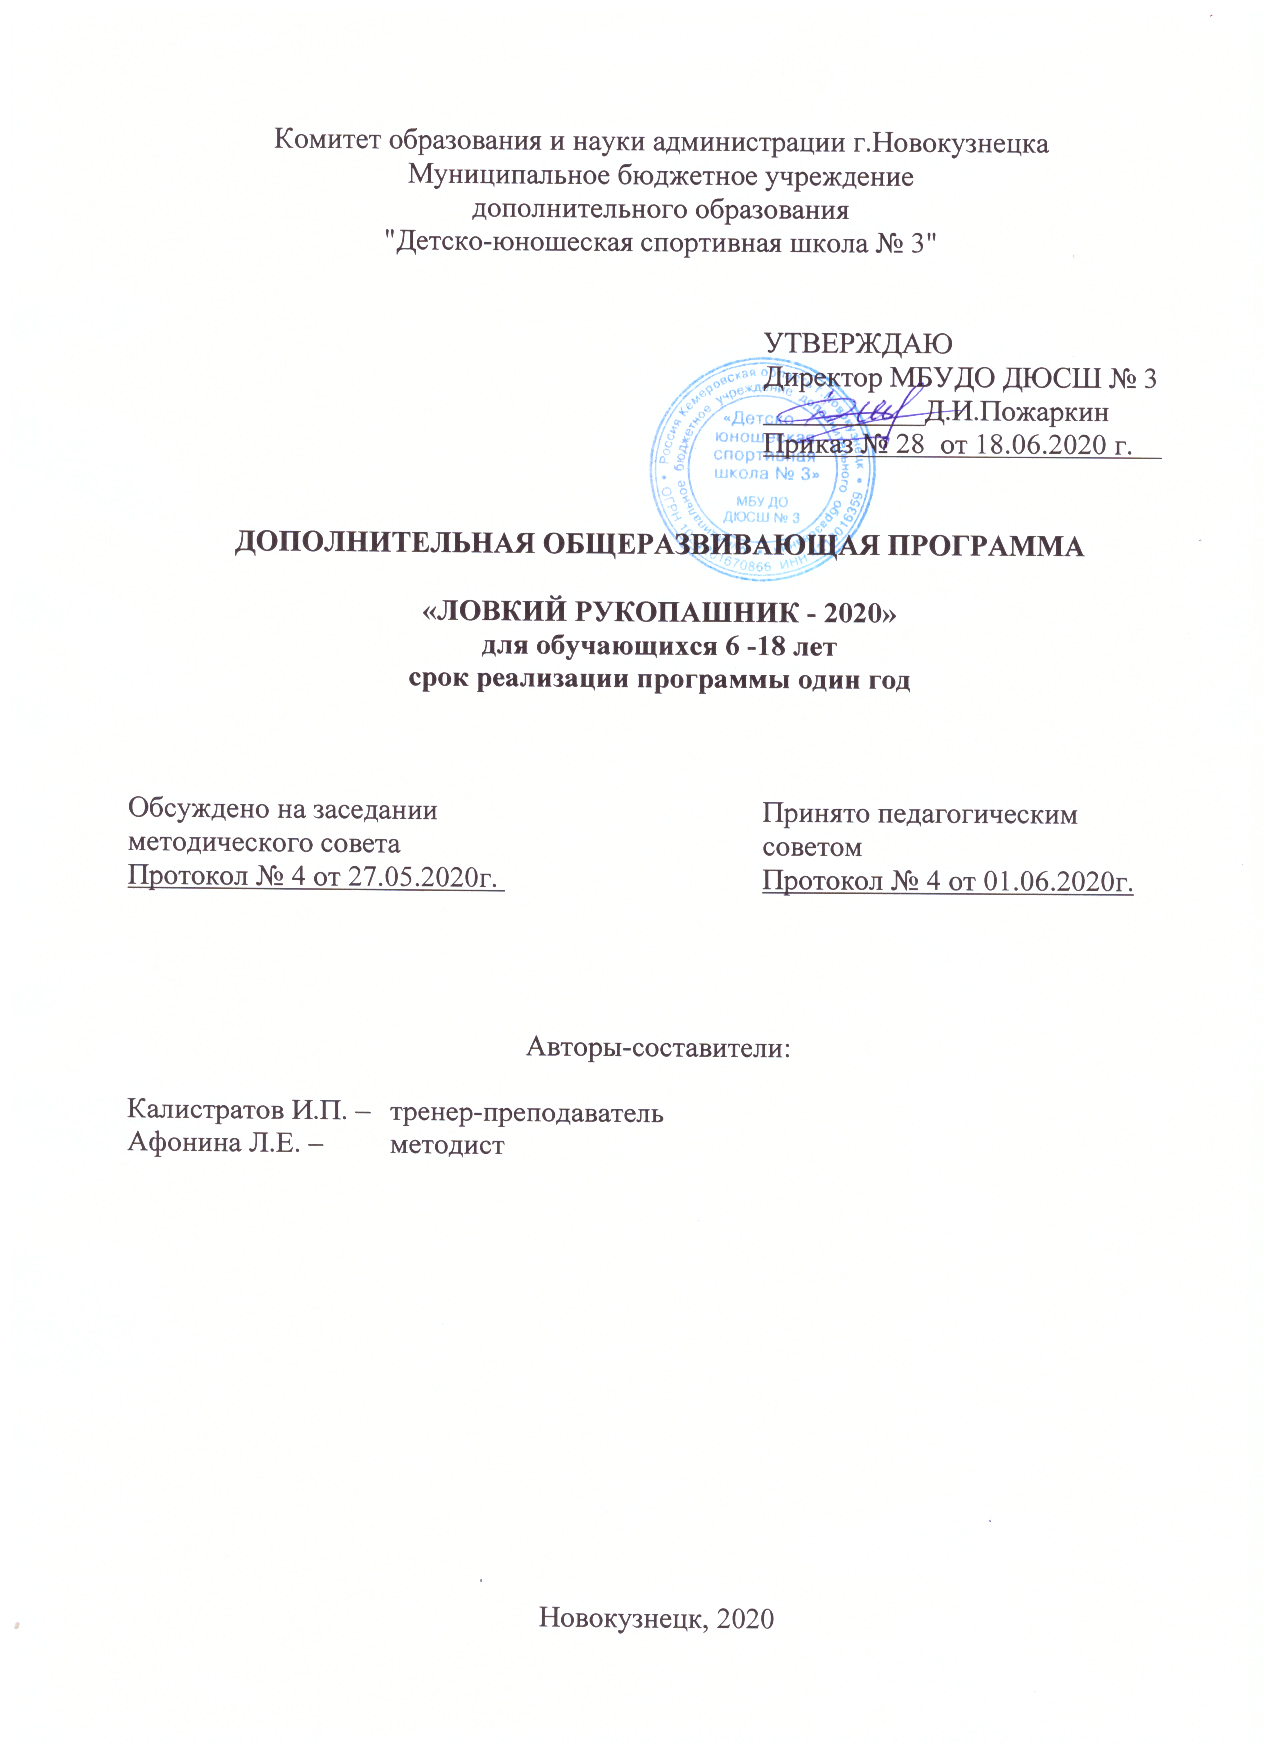 Комитет образования и науки администрации г.Новокузнецка
Муниципальное бюджетное учреждение
дополнительного образования
"Детско-юношеская спортивная школа № 3"
УТВЕРЖДАЮ
Директор МБУДО ДЮСШ № 3
Д.И.Пожаркин
Приказ № 28 от 18.06.2020 г.
«Детско-
юношеская
спортивная
школа № 3»
МБУ ДО
ДЮСШ № 3
ДОПОЛНИТЕЛЬНАЯ ОБЩЕРАЗВИВАЮЩАЯ ПРОГРАММА
«ЛОВКИЙ РУКОПАШНИК - 2020»
для обучающихся 6 -18 лет
срок реализации программы один год
Обсуждено на заседании
методического совета
Протокол № 4 от 27.05.2020г.
Принято педагогическим
советом
Протокол № 4 от 01.06.2020г.
Авторы-составители:
Калистратов И.П. – тренер-преподаватель
Афонина Л.Е. – методист
Новокузнецк, 2020